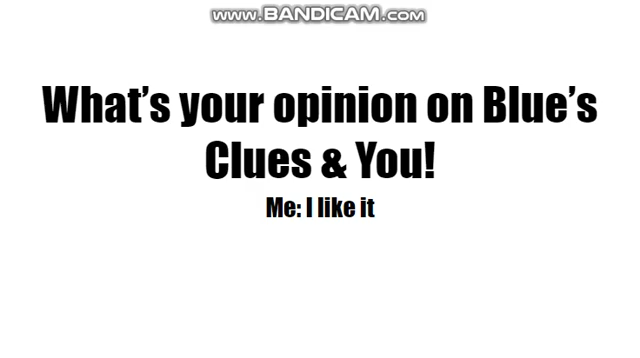 www.BANDICAM.com
What’s your opinion on Blue’s
Clues & You!
Me: I like it